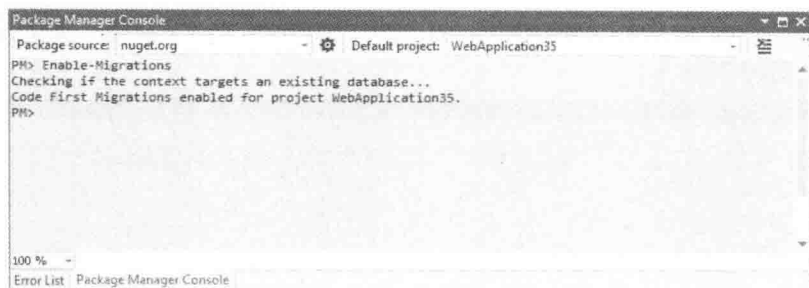 Package Manager Console
Package source: nuget.org Default project: WebApplication35
PM> Enable-Migrations
Checking if the context targets an existing database...
Code First Migrations enabled for project WebApplication35.
PM>
100 %
Error List Package Manager Console